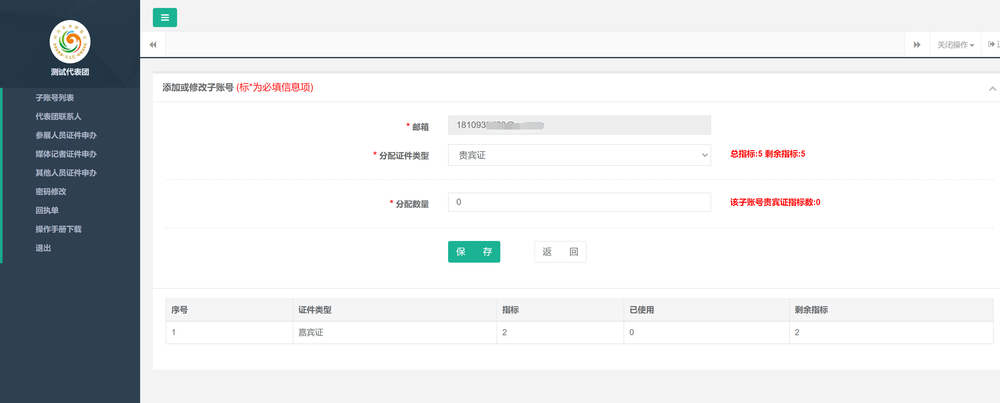 四川农业博览会
SAE
测试代表团
子账号列表
代表团联系人
参展人员证件申办
媒体记者证件申办
其他人员证件申办
密码修改
回执单
操作手册下载
退出
关闭操作
添加或修改子账号 (标*为必填信息项)
* 邮箱 181093
* 分配证件类型 贵宾证 总指标:5 剩余指标:5
* 分配数量 0 该子账号贵宾证指标数:0
保 存 返 回
序号 证件类型 指标 已使用 剩余指标
1 嘉宾证 2 0 2